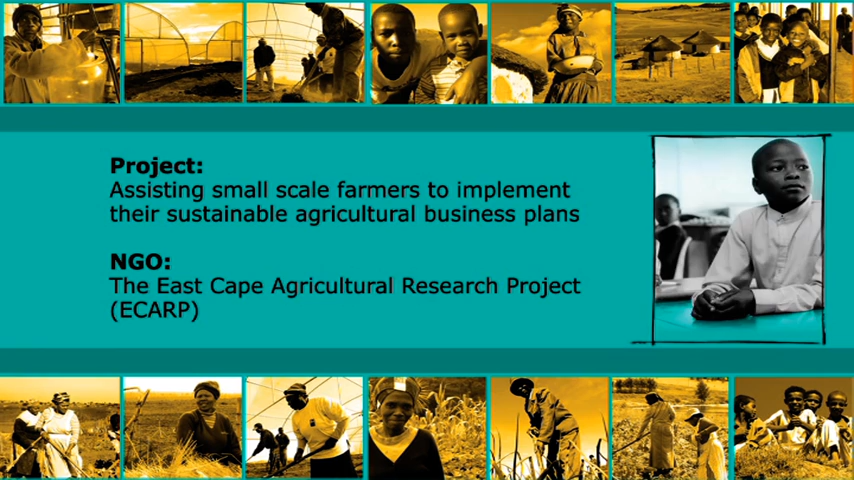 Project:
Assisting small scale farmers to implement
their sustainable agricultural business plans
NGO:
The East Cape Agricultural Research Project
(ECARP)